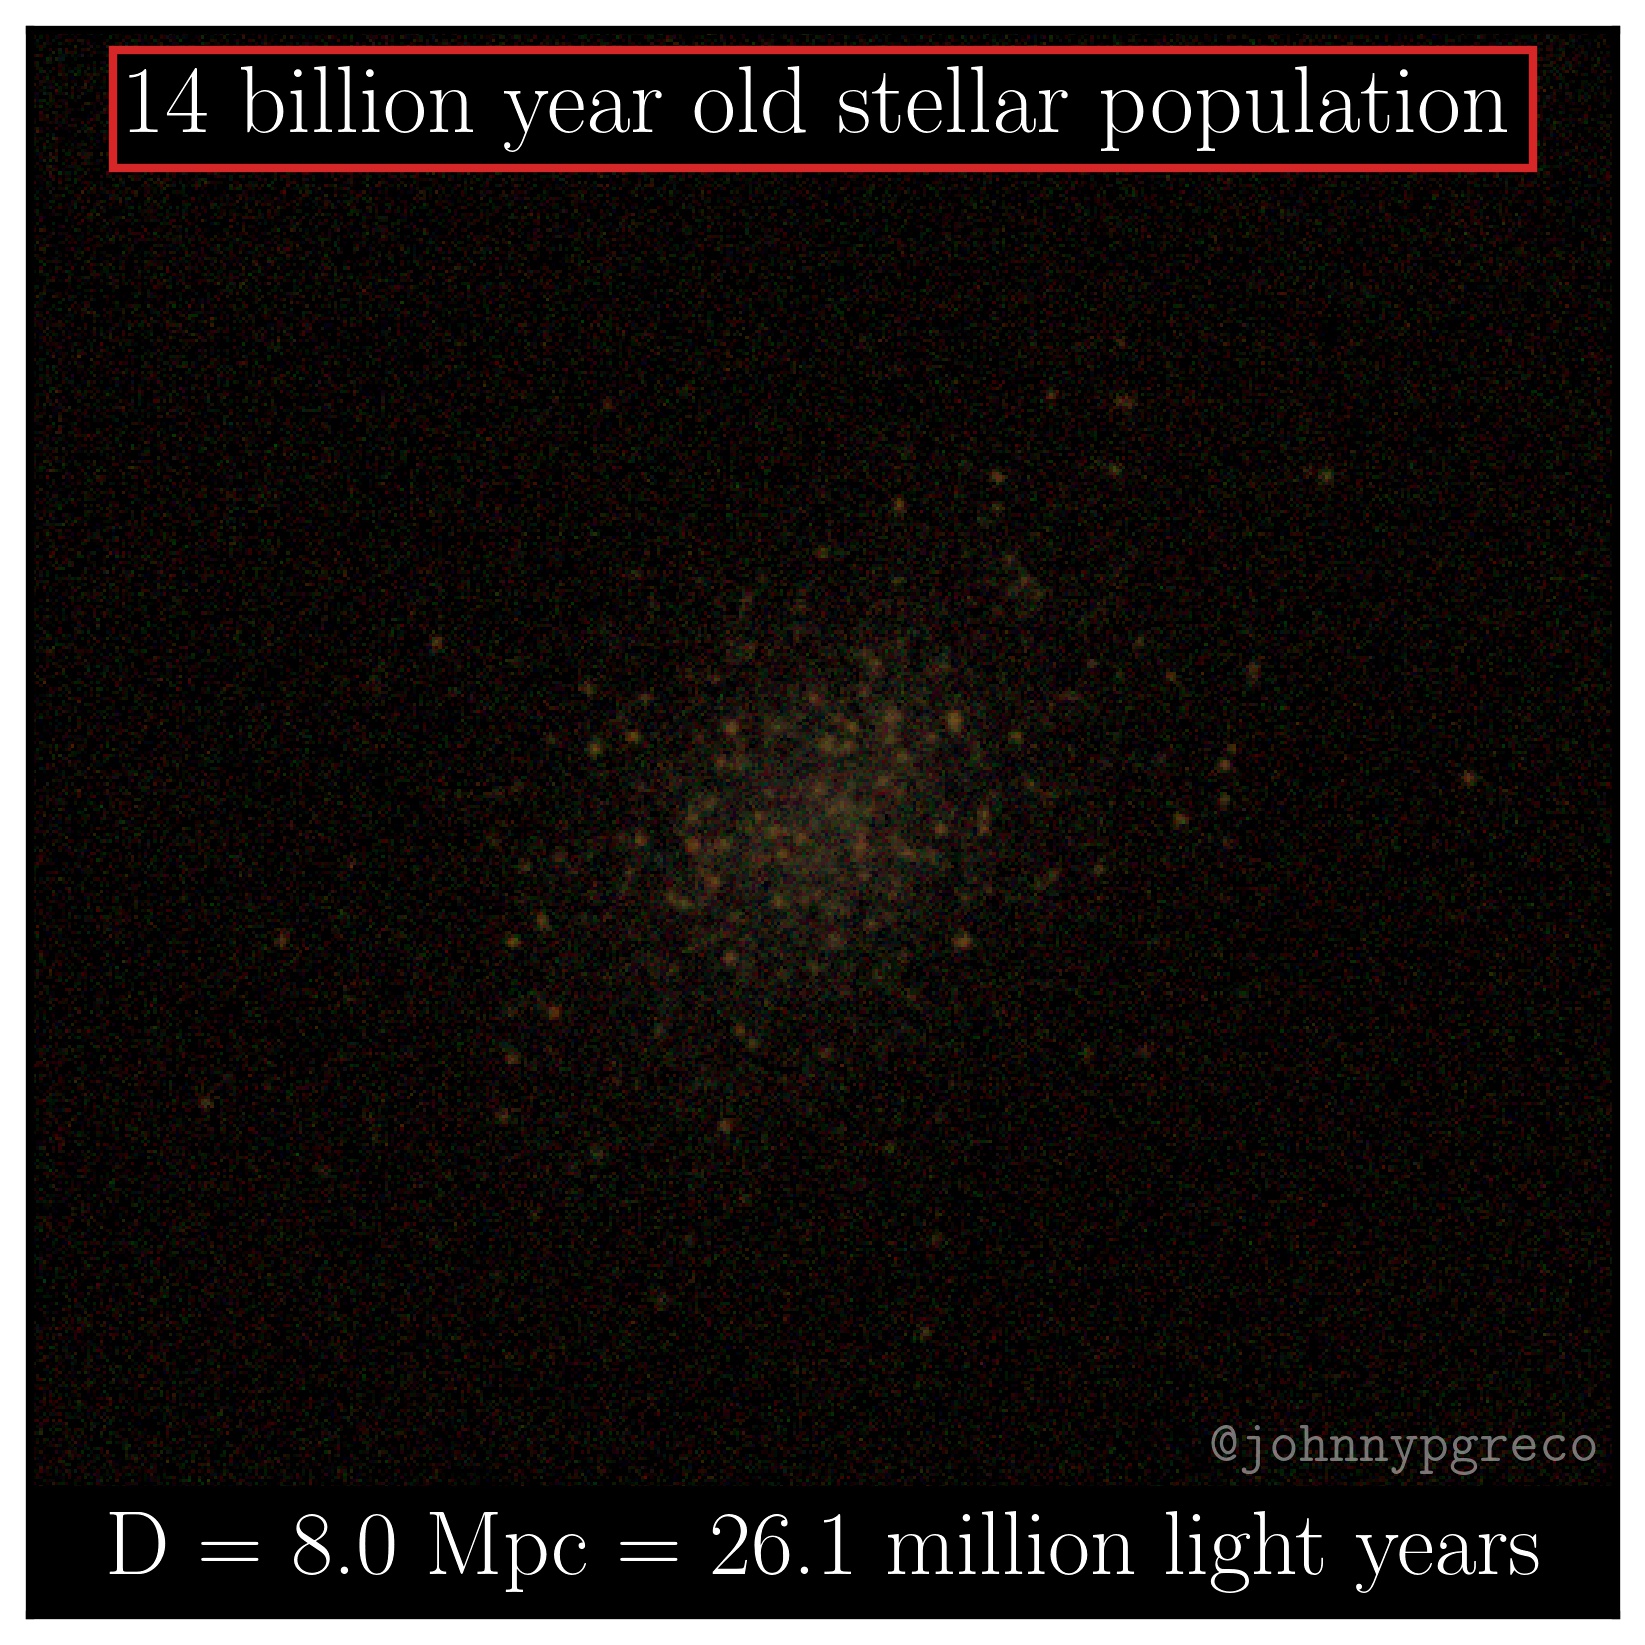 14 billion year old stellar population
@johnnypgreco
D = 8.0 Mpc = 26.1 million light years